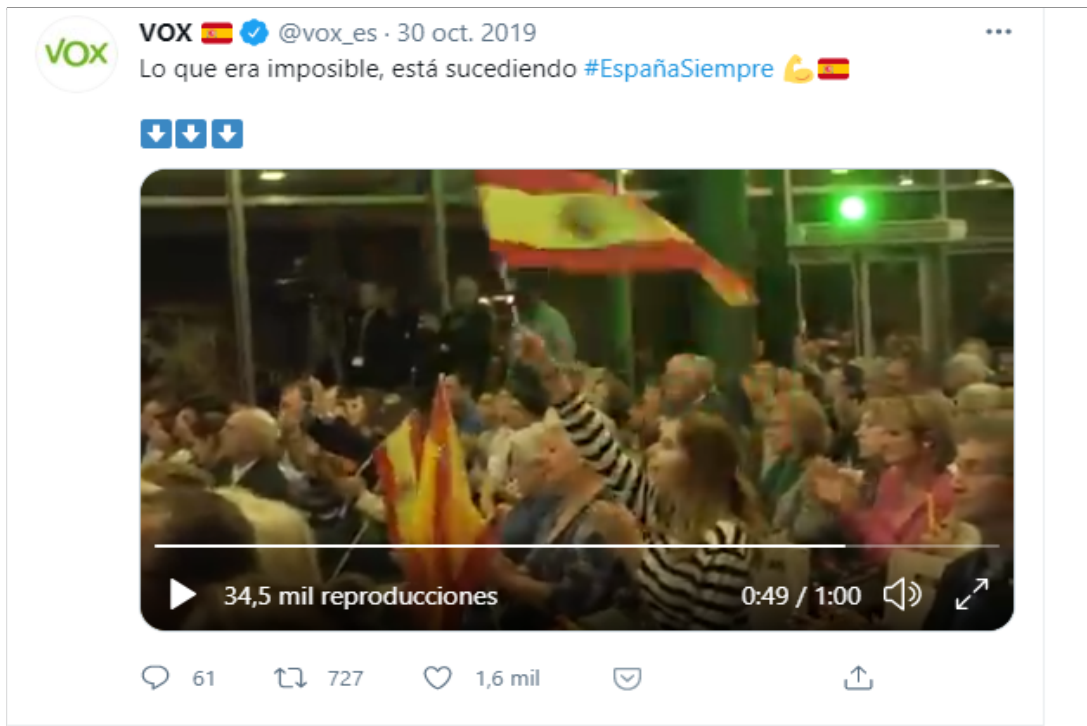 VOX
VOX 🇪🇸 @vox_es · 30 oct. 2019
Lo que era imposible, está sucediendo #EspañaSiempre 💪🇪🇸
⬇️⬇️⬇️
34,5 mil reproducciones 0:49 / 1:00
61 727 1,6 mil